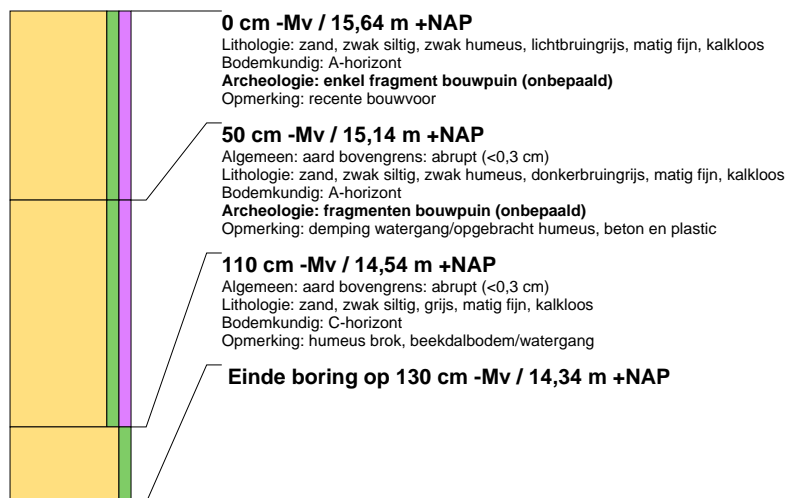 0 cm -Mv / 15,64 m +NAP
Lithologie: zand, zwak siltig, zwak humeus, lichtbruingrijs, matig fijn, kalkloos
Bodemkundig: A-horizont
Archeologie: enkel fragment bouwpuin (onbepaald)
Opmerking: recente bouwvoor
50 cm -Mv / 15,14 m +NAP
Algemeen: aard bovengrens: abrupt (<0,3 cm)
Lithologie: zand, zwak siltig, zwak humeus, donkerbruingrijs, matig fijn, kalkloos
Bodemkundig: A-horizont
Archeologie: fragmenten bouwpuin (onbepaald)
Opmerking: demping watergang/opgebracht humeus, beton en plastic
110 cm -Mv / 14,54 m +NAP
Algemeen: aard bovengrens: abrupt (<0,3 cm)
Lithologie: zand, zwak siltig, grijs, matig fijn, kalkloos
Bodemkundig: C-horizont
Opmerking: humeus brok, beekdalbodem/watergang
Einde boring op 130 cm -Mv / 14,34 m +NAP